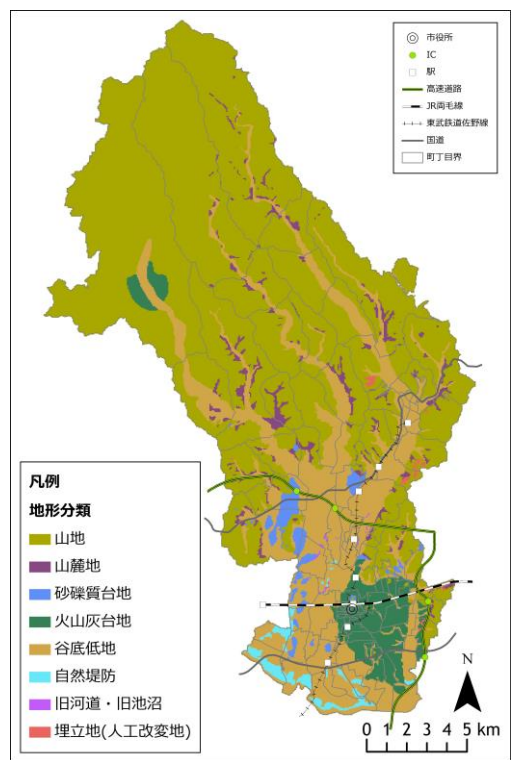 市役所
IC
駅
高速道路
JR両毛線
東武鉄道佐野線
国道
町丁目界
凡例
地形分類
山地
山麓地
砂礫質台地
火山灰台地
谷底低地
自然堤防
旧河道・旧池沼
埋立地(人工改変地)
N
0 1 2 3 4 5 km